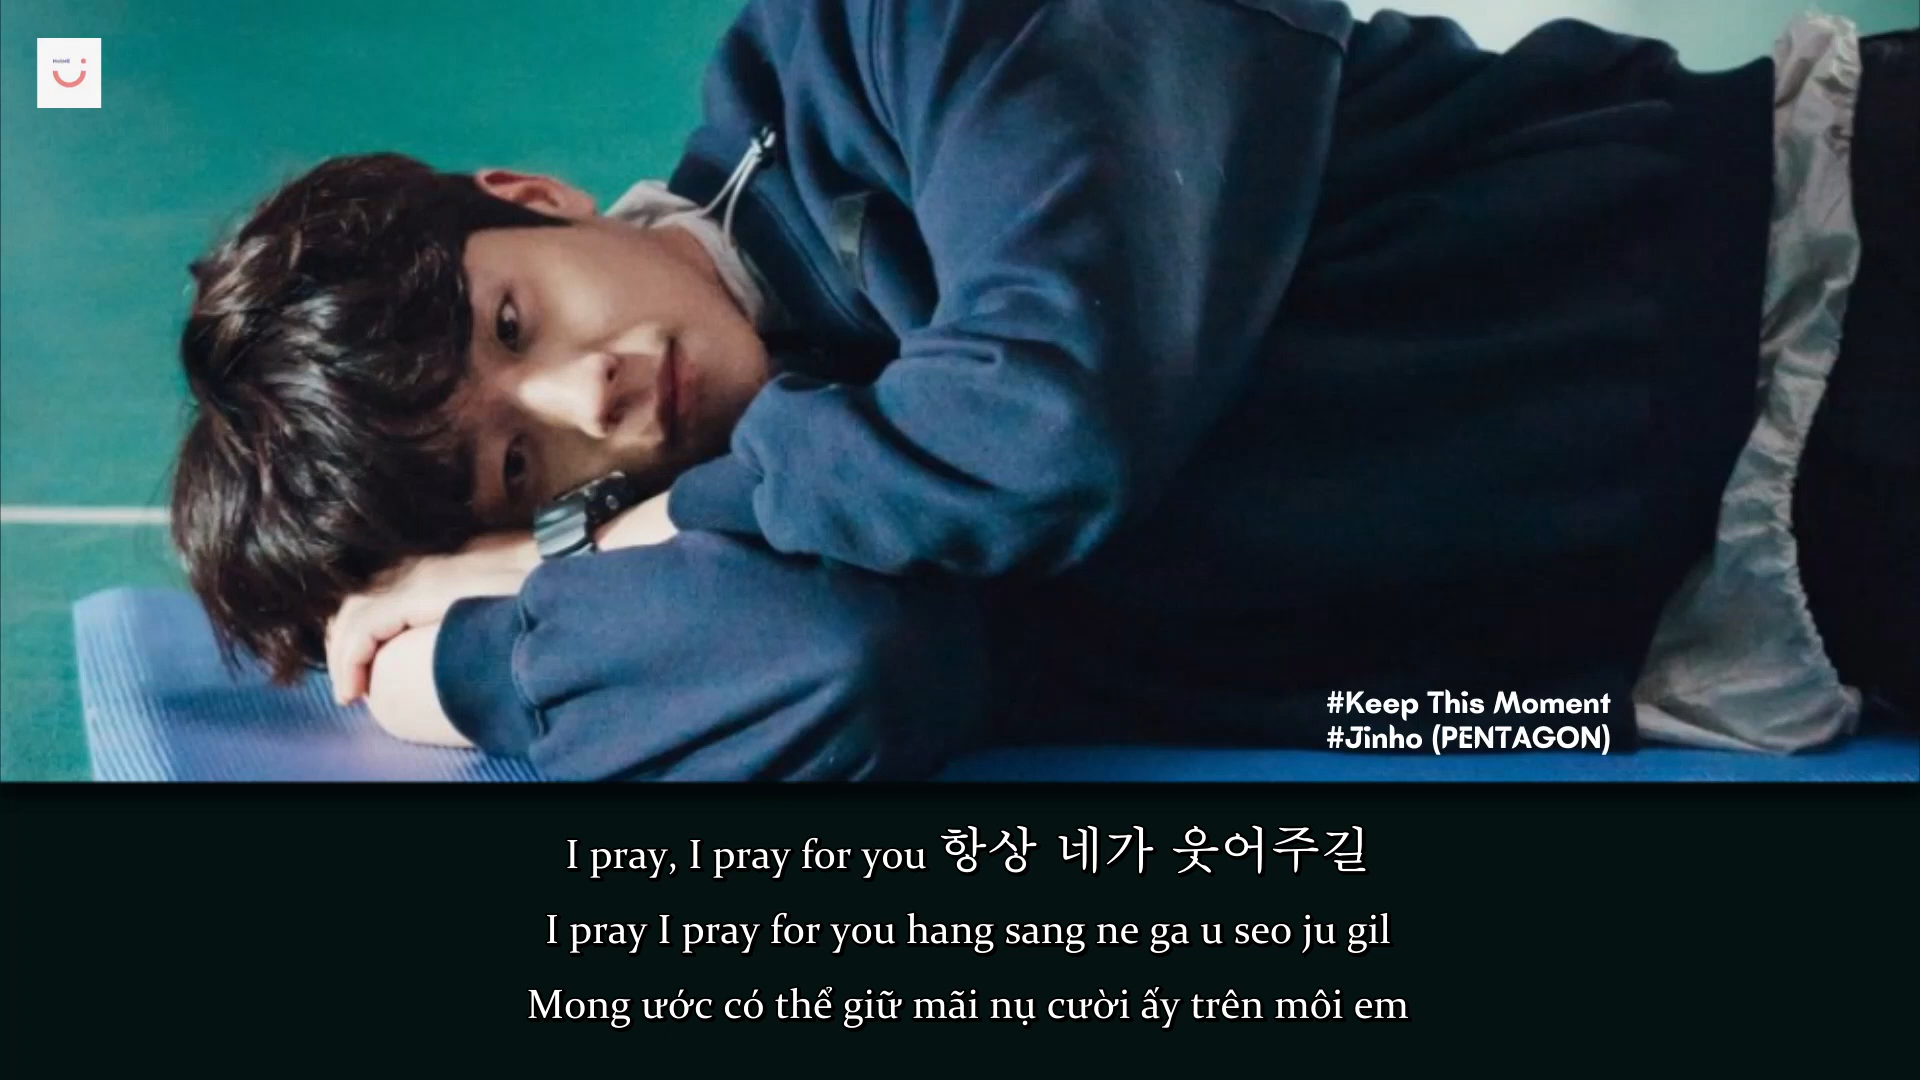 #Keep This Moment
#Jinho (PENTAGON)
I pray, I pray for you 항상 네가 웃어주길
I pray I pray for you hang sang ne ga u seo ju gil
Mong ước có thể giữ mãi nụ cười ấy trên môi em